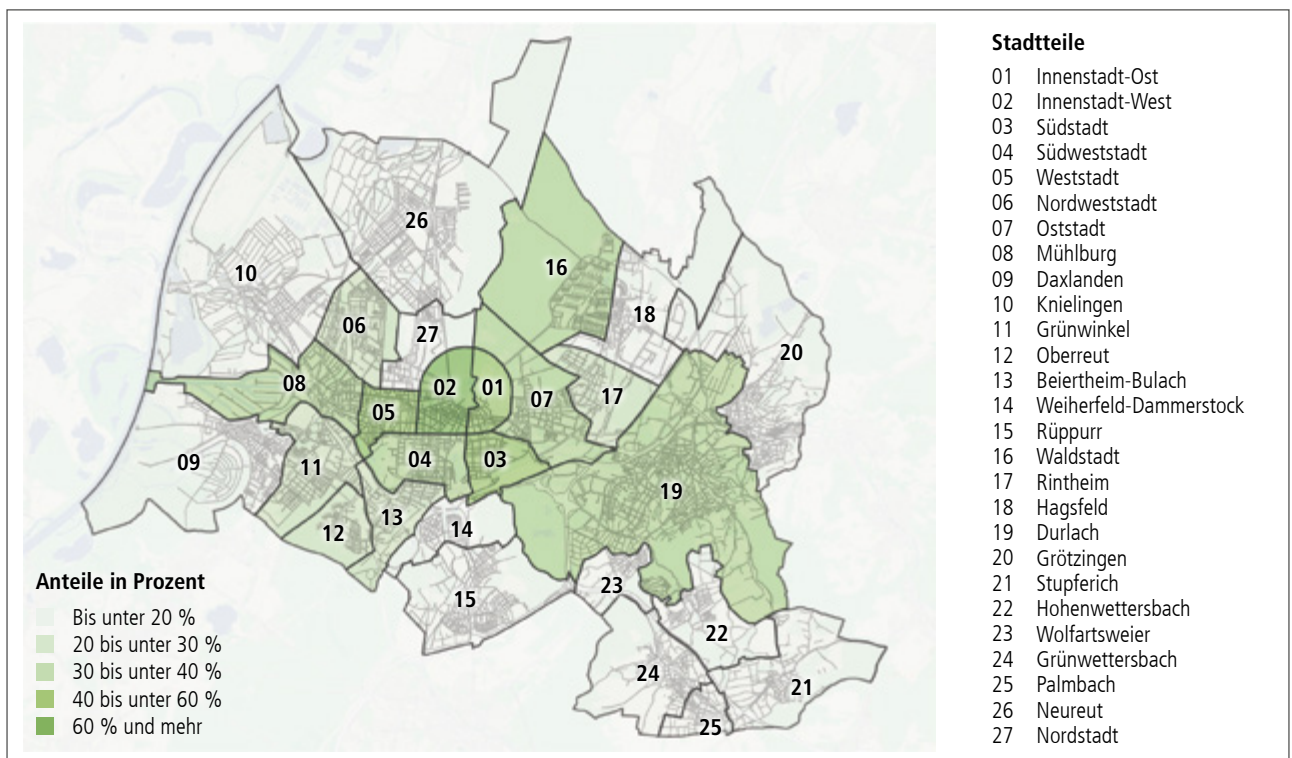 26
10
16
18
06
27
20
08
02
01
05
07
17
09
11
04
03
19
12
13
14
15
23
22
24
21
25
Anteile in Prozent
Bis unter 20 %
20 bis unter 30 %
30 bis unter 40 %
40 bis unter 60 %
60 % und mehr
Stadtteile
01 Innenstadt-Ost
02 Innenstadt-West
03 Südstadt
04 Südweststadt
05 Weststadt
06 Nordweststadt
07 Oststadt
08 Mühlburg
09 Daxlanden
10 Knielingen
11 Grünwinkel
12 Oberreut
13 Beiertheim-Bulach
14 Weiherfeld-Dammerstock
15 Rüppurr
16 Waldstadt
17 Rintheim
18 Hagsfeld
19 Durlach
20 Grötzingen
21 Stupferich
22 Hohenwettersbach
23 Wolfartsweier
24 Grünwettersbach
25 Palmbach
26 Neureut
27 Nordstadt